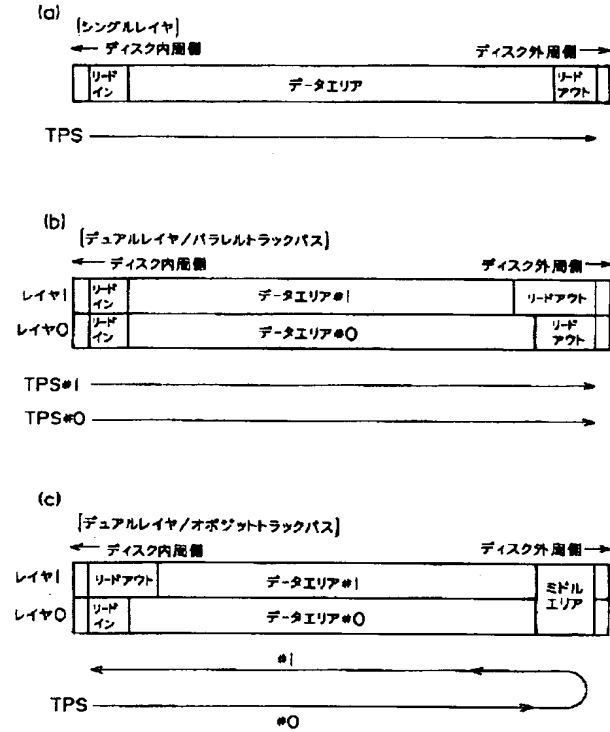 (a)
[シングルレイヤ]
ディスク内周側 ディスク外周側
リードイン データエリア リードアウト
TPS
(b)
[デュアルレイヤ/パラレルトラックパス]
ディスク内周側 ディスク外周側
レイヤ1 リードイン データエリア#1 リードアウト
レイヤ0 リードイン データエリア#0 リードアウト
TPS#1
TPS#0
(c)
[デュアルレイヤ/オポジットトラックパス]
ディスク内周側 ディスク外周側
レイヤ1 リードアウト データエリア#1 ミドルエリア
レイヤ0 リードイン データエリア#0
#1
TPS
#0